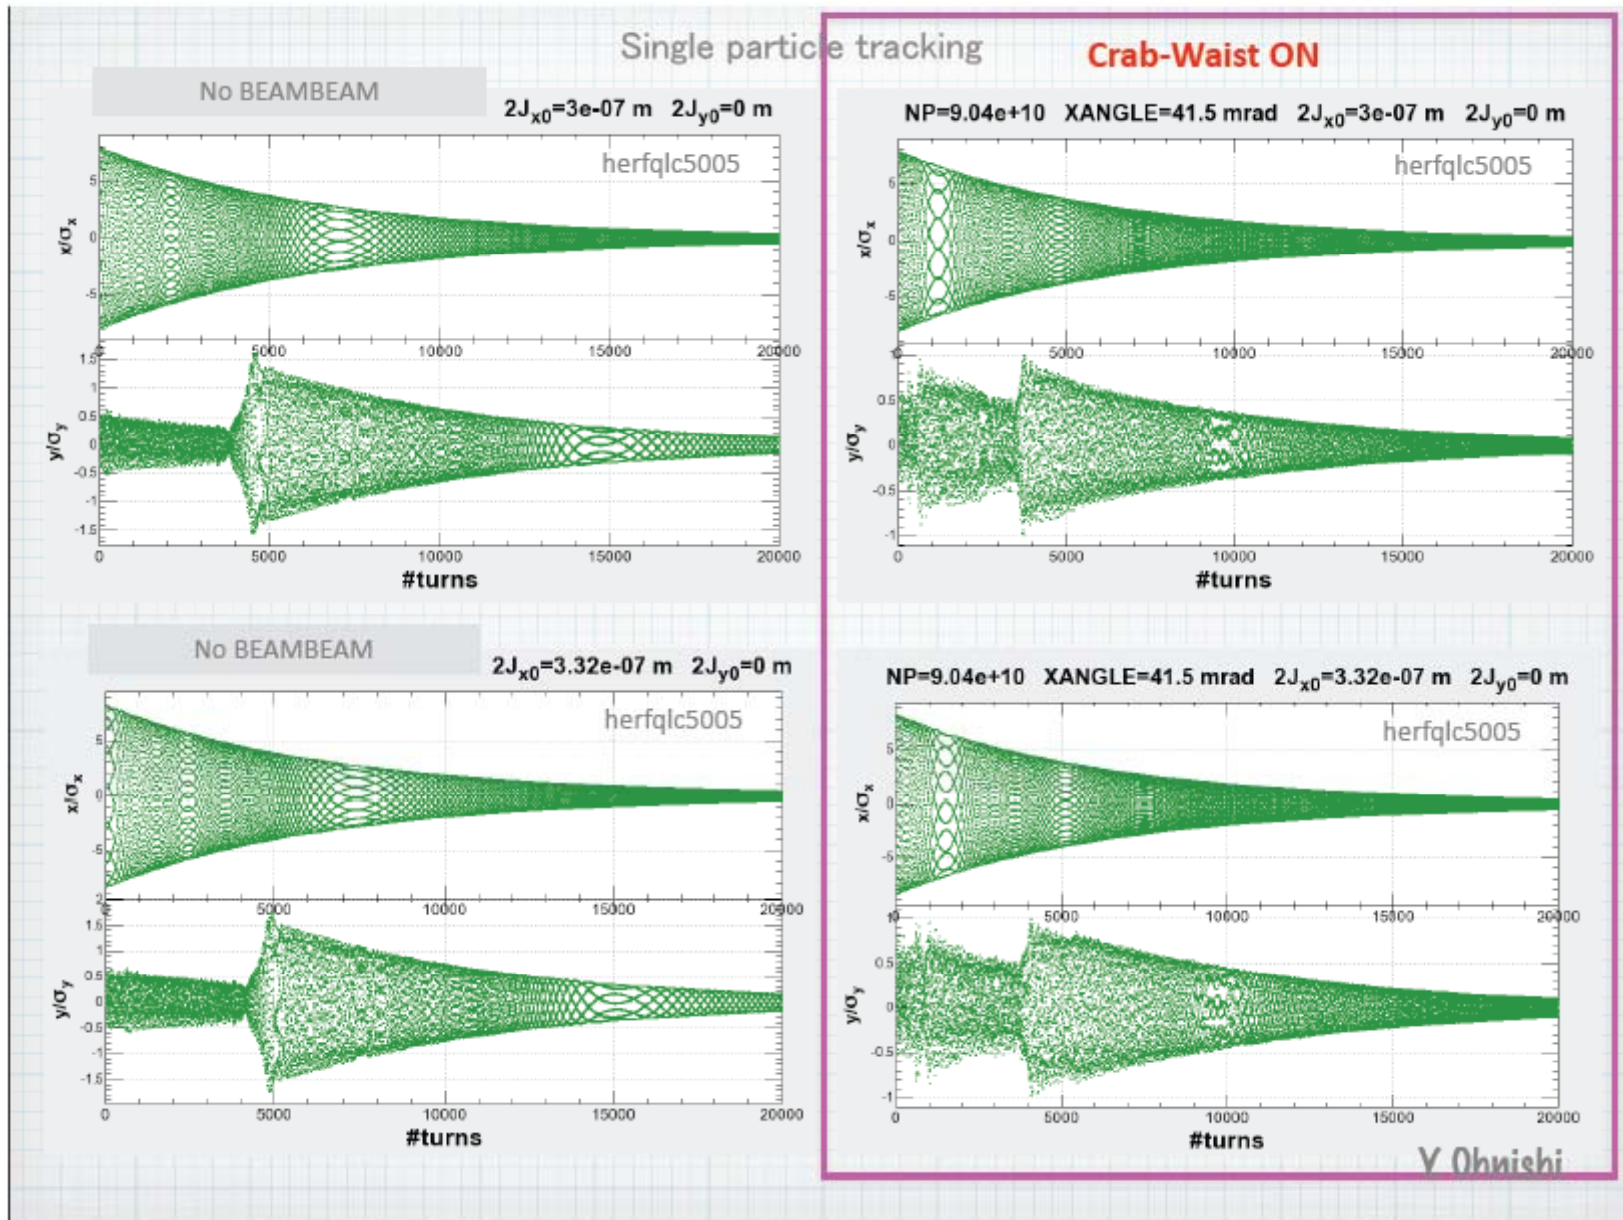 Single particle tracking
Crab-Waist ON
No BEAMBEAM
2Jx0=3e-07 m 2Jy0=0 m
herfqlc5005
x/σx
5
0
-5
0 5000 10000 15000 20000
y/σy
1.5
1
0.5
0
-0.5
-1
-1.5
0 5000 10000 15000 20000
#turns
NP=9.04e+10 XANGLE=41.5 mrad 2Jx0=3e-07 m 2Jy0=0 m
herfqlc5005
x/σx
5
0
-5
0 5000 10000 15000 20000
y/σy
1
0.5
0
-0.5
-1
0 5000 10000 15000 20000
#turns
No BEAMBEAM
2Jx0=3.32e-07 m 2Jy0=0 m
herfqlc5005
x/σx
5
0
-5
0 5000 10000 15000 20000
y/σy
2
1.5
1
0.5
0
-0.5
-1
-1.5
0 5000 10000 15000 20000
#turns
NP=9.04e+10 XANGLE=41.5 mrad 2Jx0=3.32e-07 m 2Jy0=0 m
herfqlc5005
x/σx
5
0
-5
0 5000 10000 15000 20000
y/σy
1
0.5
0
-0.5
-1
0 5000 10000 15000 20000
#turns
Y Ohnishi